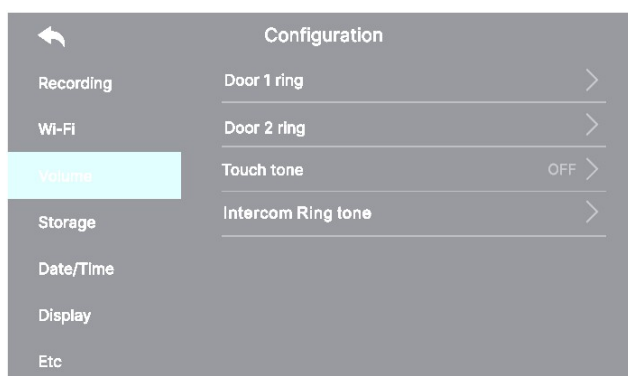 Configuration
Recording
Wi-Fi
Volume
Storage
Date/Time
Display
Etc
Door 1 ring
Door 2 ring
Touch tone OFF
Intercom Ring tone